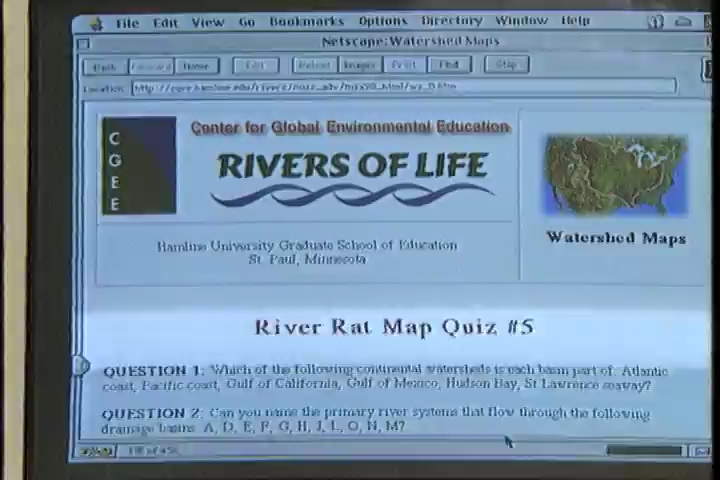 File Edit View Go Bookmarks Options Directory Window Help
Netscape: Watershed Maps
Back Forward Home Edit Reload Images Print Find Stop
Location:
CGEE
Center for Global Environmental Education
RIVERS OF LIFE
Hamline University Graduate School of Education
St. Paul, Minnesota
Watershed Maps
River Rat Map Quiz #5
QUESTION 1: Which of the following continental watersheds is each basin part of: Atlantic
coast, Pacific coast, Gulf of California, Gulf of Mexico, Hudson Bay, St Lawrence seaway?
QUESTION 2: Can you name the primary river systems that flow through the following
drainage basins: A, D, E, F, G, H, J, L, O, N, M?